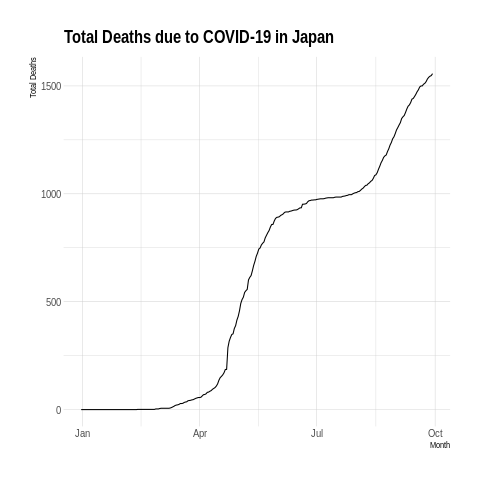 Total Deaths due to COVID-19 in Japan
Total Deaths
1500
1000
500
0
Jan Apr Jul Oct
Month